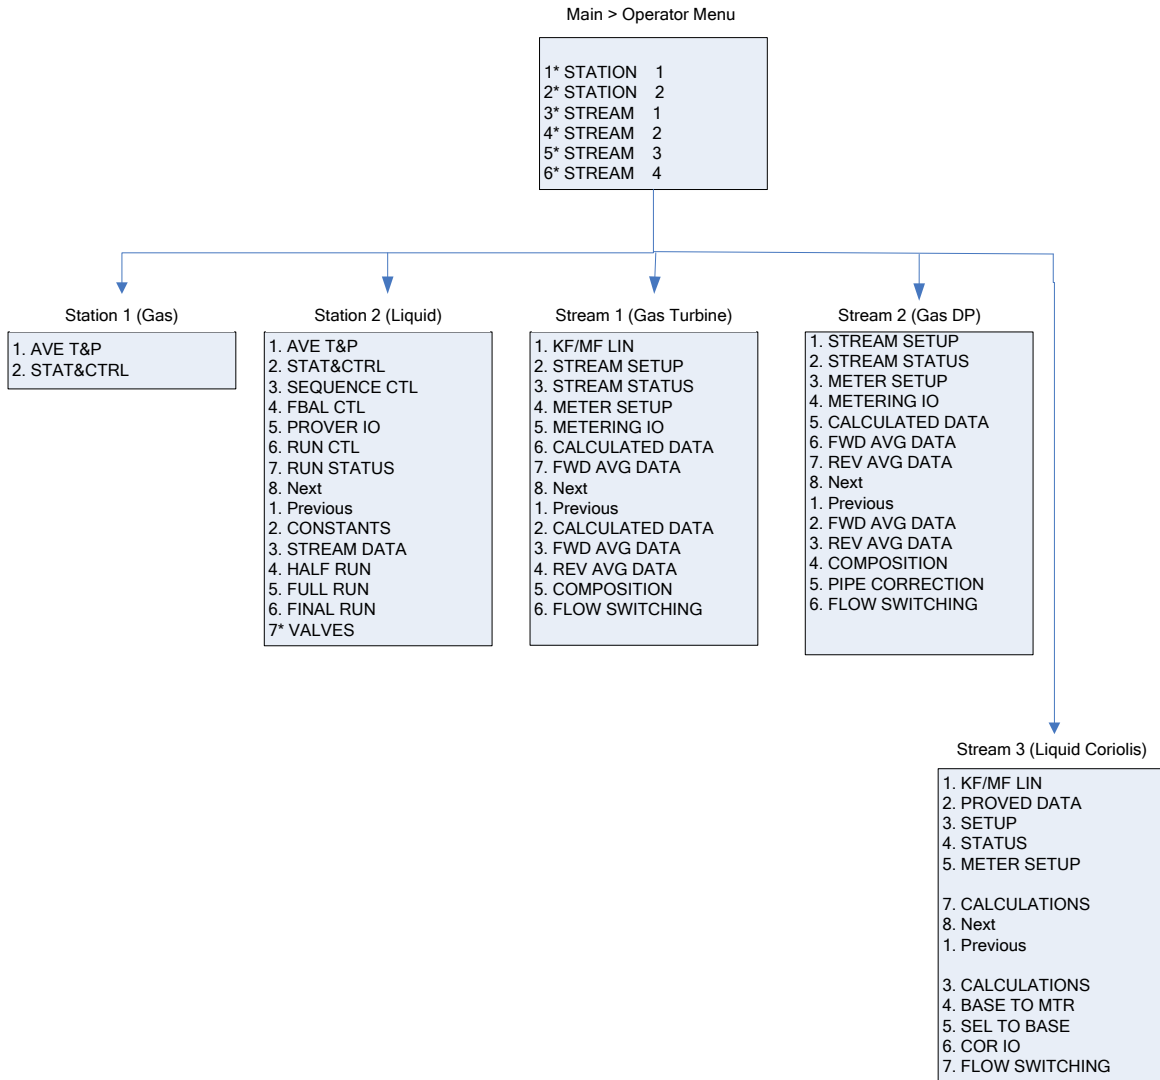 Main > Operator Menu
1* STATION 1
2* STATION 2
3* STREAM 1
4* STREAM 2
5* STREAM 3
6* STREAM 4
Station 1 (Gas)
1. AVE T&P
2. STAT&CTRL
Station 2 (Liquid)
1. AVE T&P
2. STAT&CTRL
3. SEQUENCE CTL
4. FBAL CTL
5. PROVER IO
6. RUN CTL
7. RUN STATUS
8. Next
1. Previous
2. CONSTANTS
3. STREAM DATA
4. HALF RUN
5. FULL RUN
6. FINAL RUN
7* VALVES
Stream 1 (Gas Turbine)
1. KF/MF LIN
2. STREAM SETUP
3. STREAM STATUS
4. METER SETUP
5. METERING IO
6. CALCULATED DATA
7. FWD AVG DATA
8. Next
1. Previous
2. CALCULATED DATA
3. FWD AVG DATA
4. REV AVG DATA
5. COMPOSITION
6. FLOW SWITCHING
Stream 2 (Gas DP)
1. STREAM SETUP
2. STREAM STATUS
3. METER SETUP
4. METERING IO
5. CALCULATED DATA
6. FWD AVG DATA
7. REV AVG DATA
8. Next
1. Previous
2. FWD AVG DATA
3. REV AVG DATA
4. COMPOSITION
5. PIPE CORRECTION
6. FLOW SWITCHING
Stream 3 (Liquid Coriolis)
1. KF/MF LIN
2. PROVED DATA
3. SETUP
4. STATUS
5. METER SETUP
7. CALCULATIONS
8. Next
1. Previous
3. CALCULATIONS
4. BASE TO MTR
5. SEL TO BASE
6. COR IO
7. FLOW SWITCHING